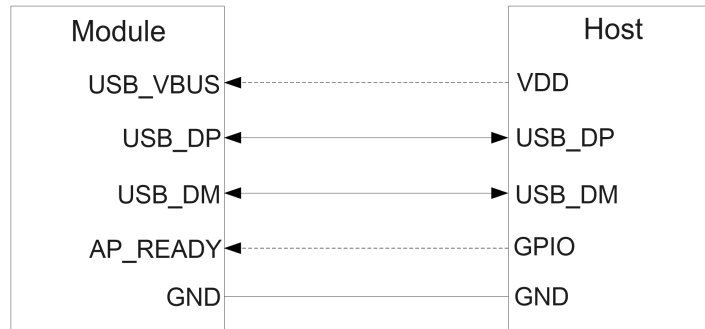 Module Host
USB_VBUS VDD
USB_DP USB_DP
USB_DM USB_DM
AP_READY GPIO
GND GND